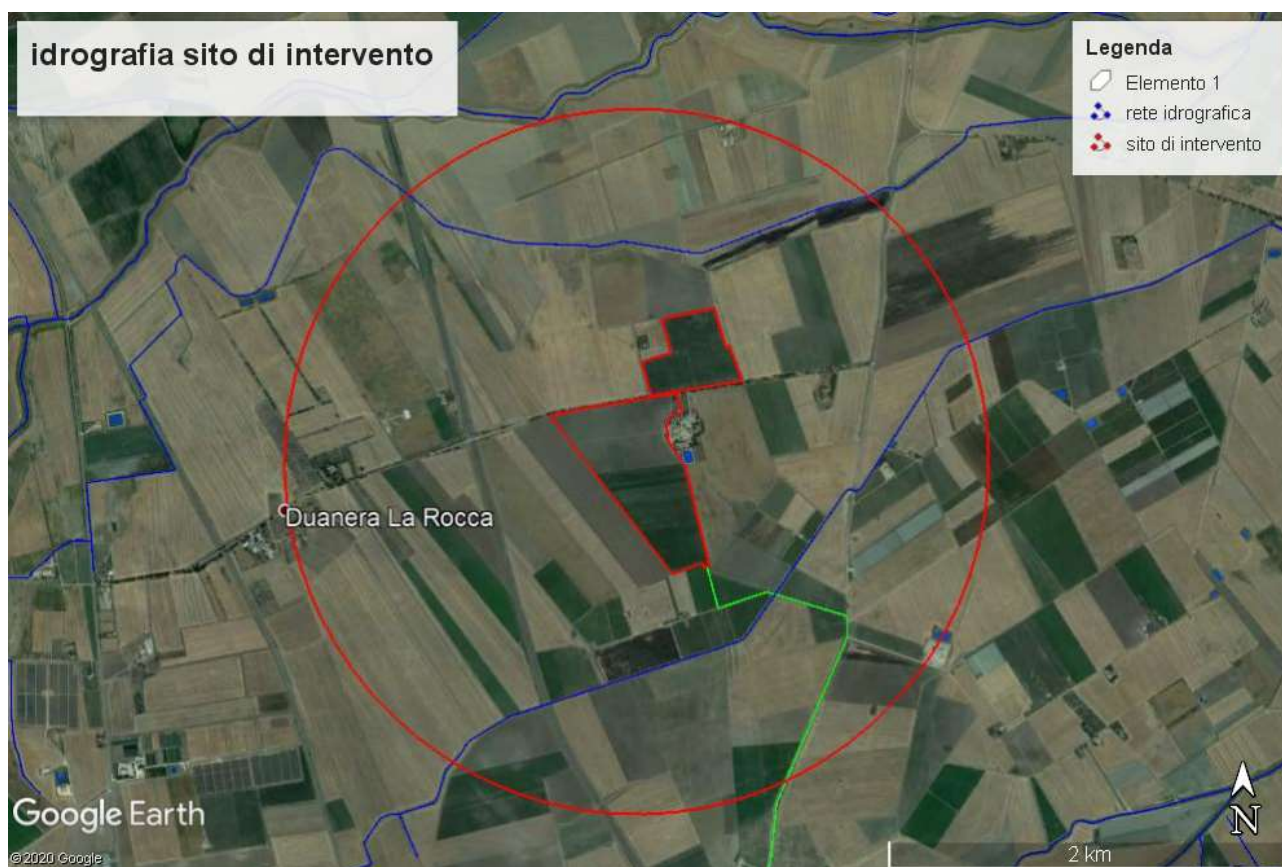 idrografia sito di intervento
Legenda
Elemento 1
rete idrografica
sito di intervento
Duanera La Rocca
Google Earth
©2020 Google
N
2 km